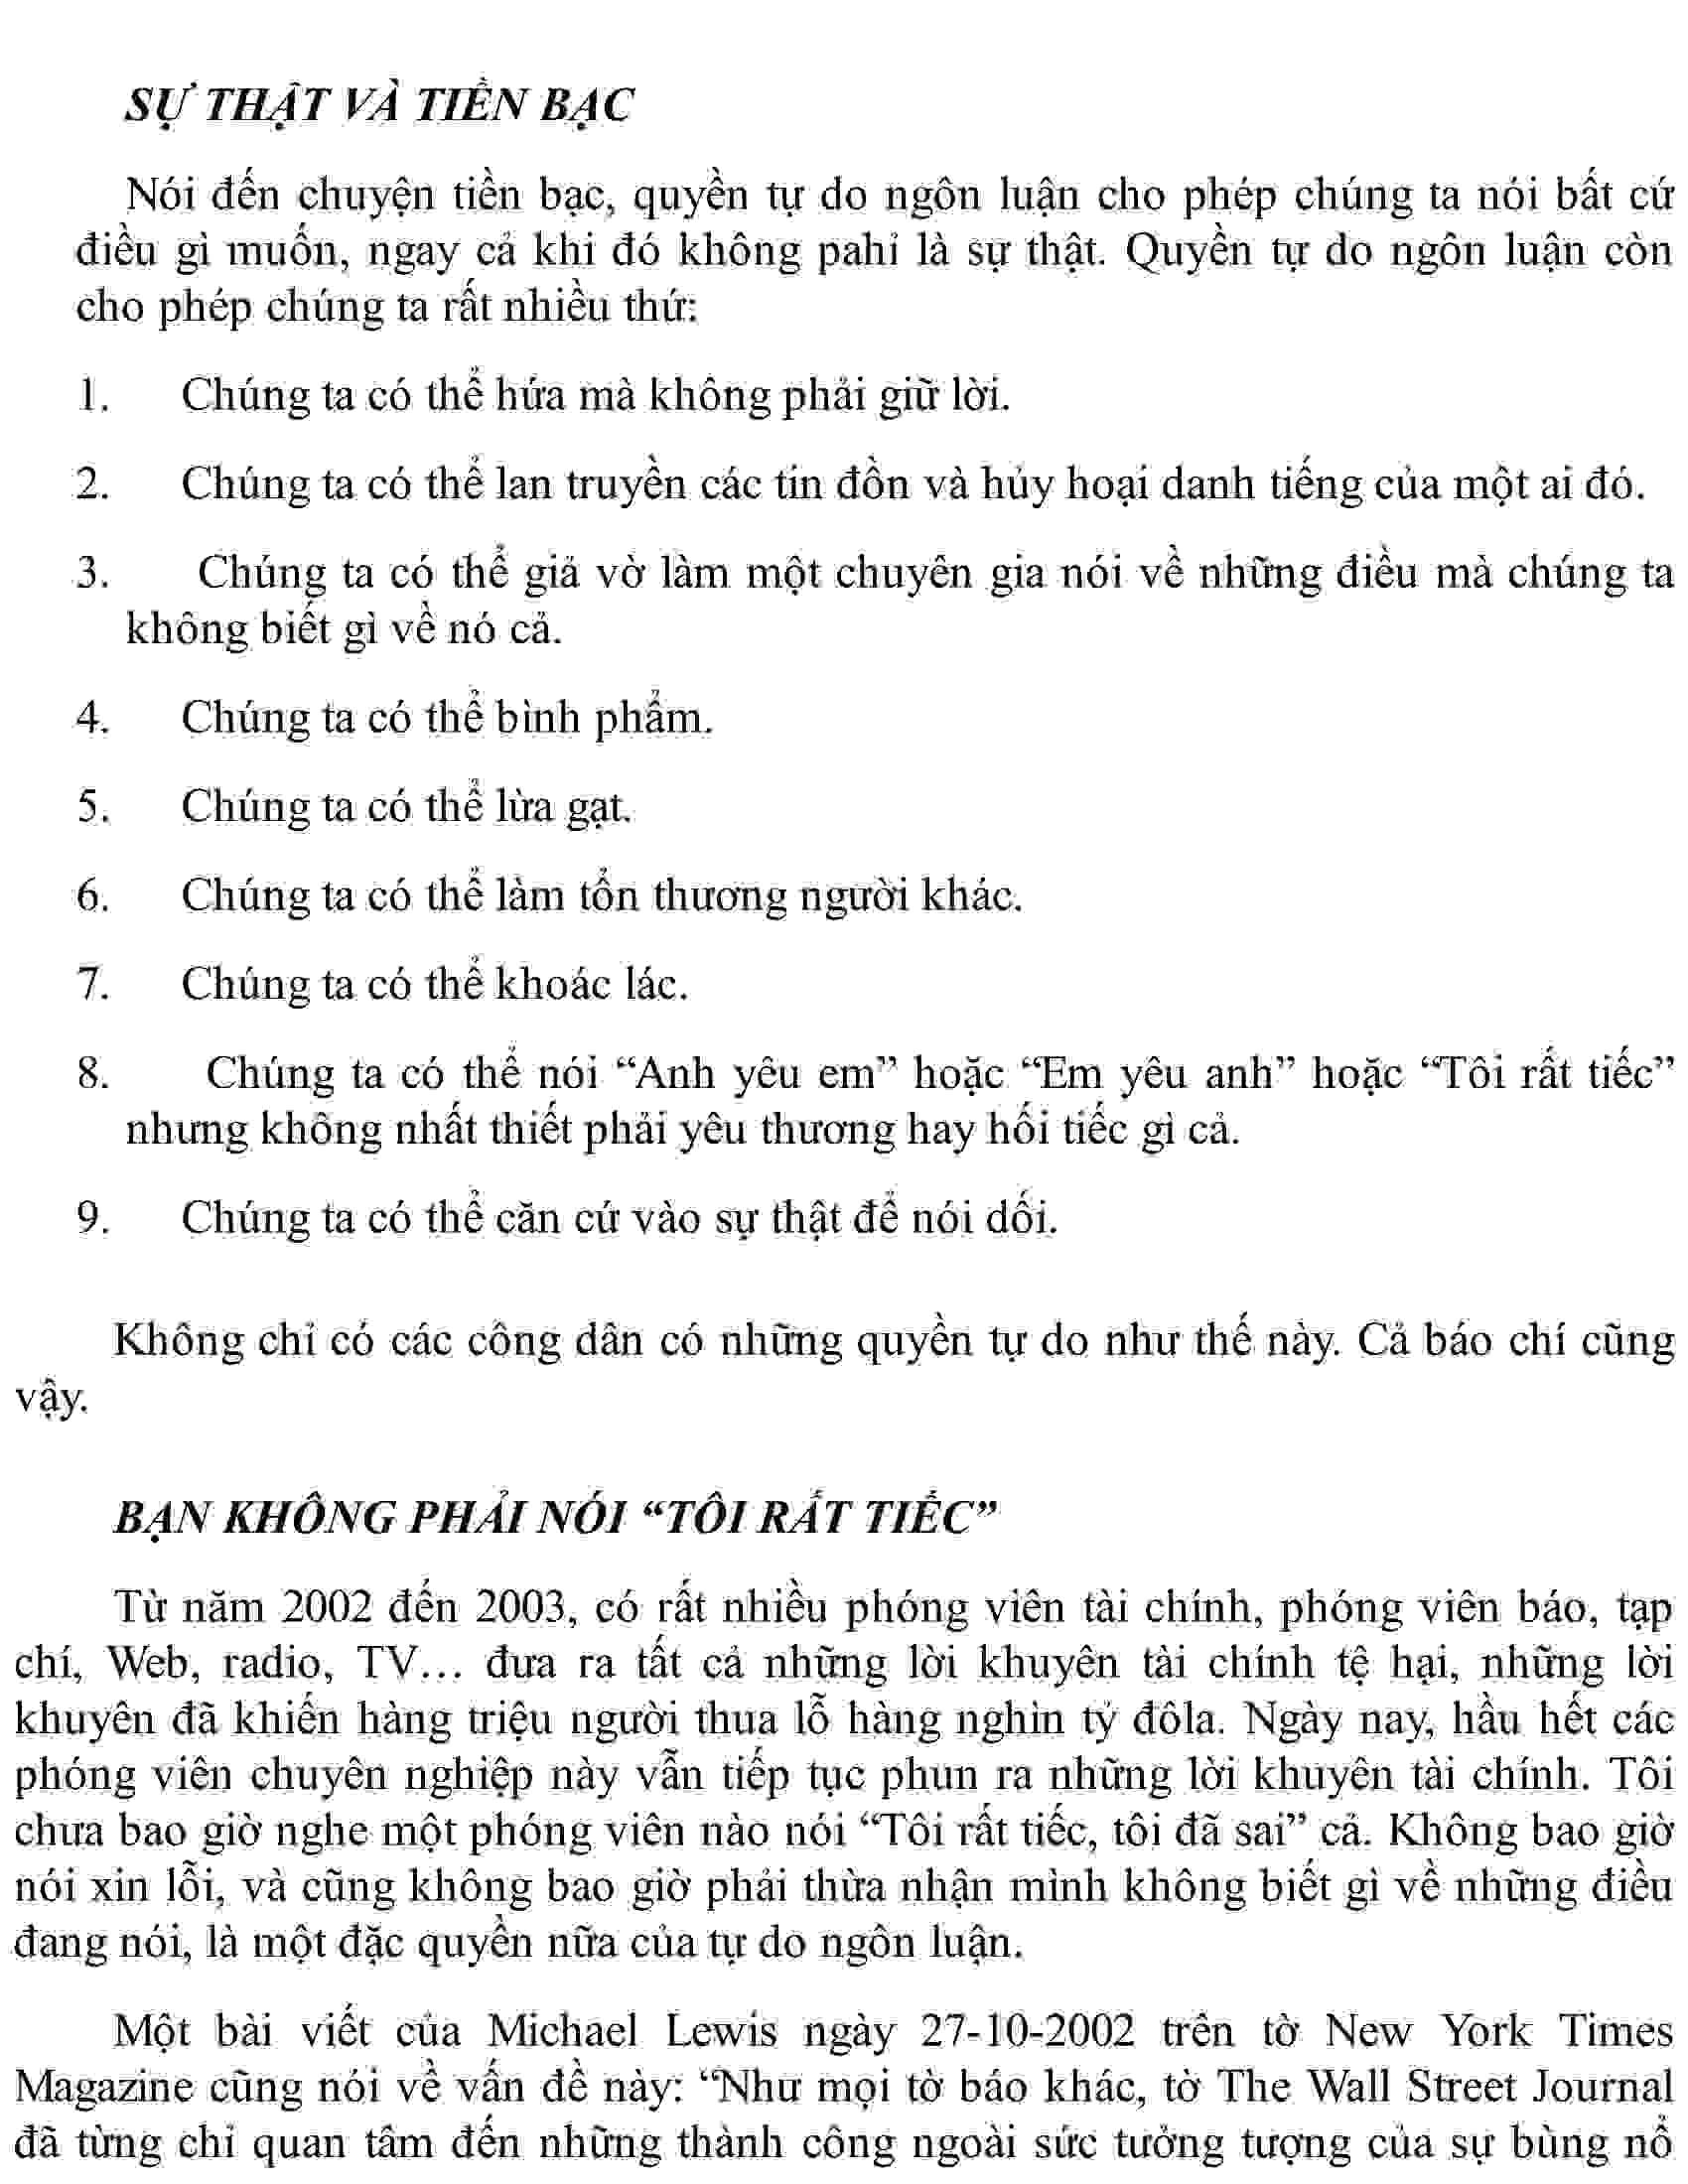 SỰ THẬT VÀ TIỀN BẠC
Nói đến chuyện tiền bạc, quyền tự do ngôn luận cho phép chúng ta nói bất cứ
điều gì muốn, ngay cả khi đó không pahỉ là sự thật. Quyền tự do ngôn luận còn
cho phép chúng ta rất nhiều thứ:
1. Chúng ta có thể hứa mà không phải giữ lời.
2. Chúng ta có thể lan truyền các tin đồn và hủy hoại danh tiếng của một ai đó.
3. Chúng ta có thể giả vờ làm một chuyên gia nói về những điều mà chúng ta
không biết gì về nó cả.
4. Chúng ta có thể bình phẩm.
5. Chúng ta có thể lừa gạt.
6. Chúng ta có thể làm tổn thương người khác.
7. Chúng ta có thể khoác lác.
8. Chúng ta có thể nói “Anh yêu em” hoặc “Em yêu anh” hoặc “Tôi rất tiếc”
nhưng không nhất thiết phải yêu thương hay hối tiếc gì cả.
9. Chúng ta có thể căn cứ vào sự thật để nói dối.
Không chỉ có các công dân có những quyền tự do như thế này. Cả báo chí cũng
vậy.
BẠN KHÔNG PHẢI NÓI “TÔI RẤT TIẾC”
Từ năm 2002 đến 2003, có rất nhiều phóng viên tài chính, phóng viên báo, tạp
chí, Web, radio, TV… đưa ra tất cả những lời khuyên tài chính tệ hại, những lời
khuyên đã khiến hàng triệu người thua lỗ hàng nghìn tỷ đôla. Ngày nay, hầu hết các
phóng viên chuyên nghiệp này vẫn tiếp tục phun ra những lời khuyên tài chính. Tôi
chưa bao giờ nghe một phóng viên nào nói “Tôi rất tiếc, tôi đã sai” cả. Không bao giờ
nói xin lỗi, và cũng không bao giờ phải thừa nhận mình không biết gì về những điều
đang nói, là một đặc quyền nữa của tự do ngôn luận.
Một bài viết của Michael Lewis ngày 27-10-2002 trên tờ New York Times
Magazine cũng nói về vấn đề này: “Như mọi tờ báo khác, tờ The Wall Street Journal
đã từng chỉ quan tâm đến những thành công ngoài sức tưởng tượng của sự bùng nổ